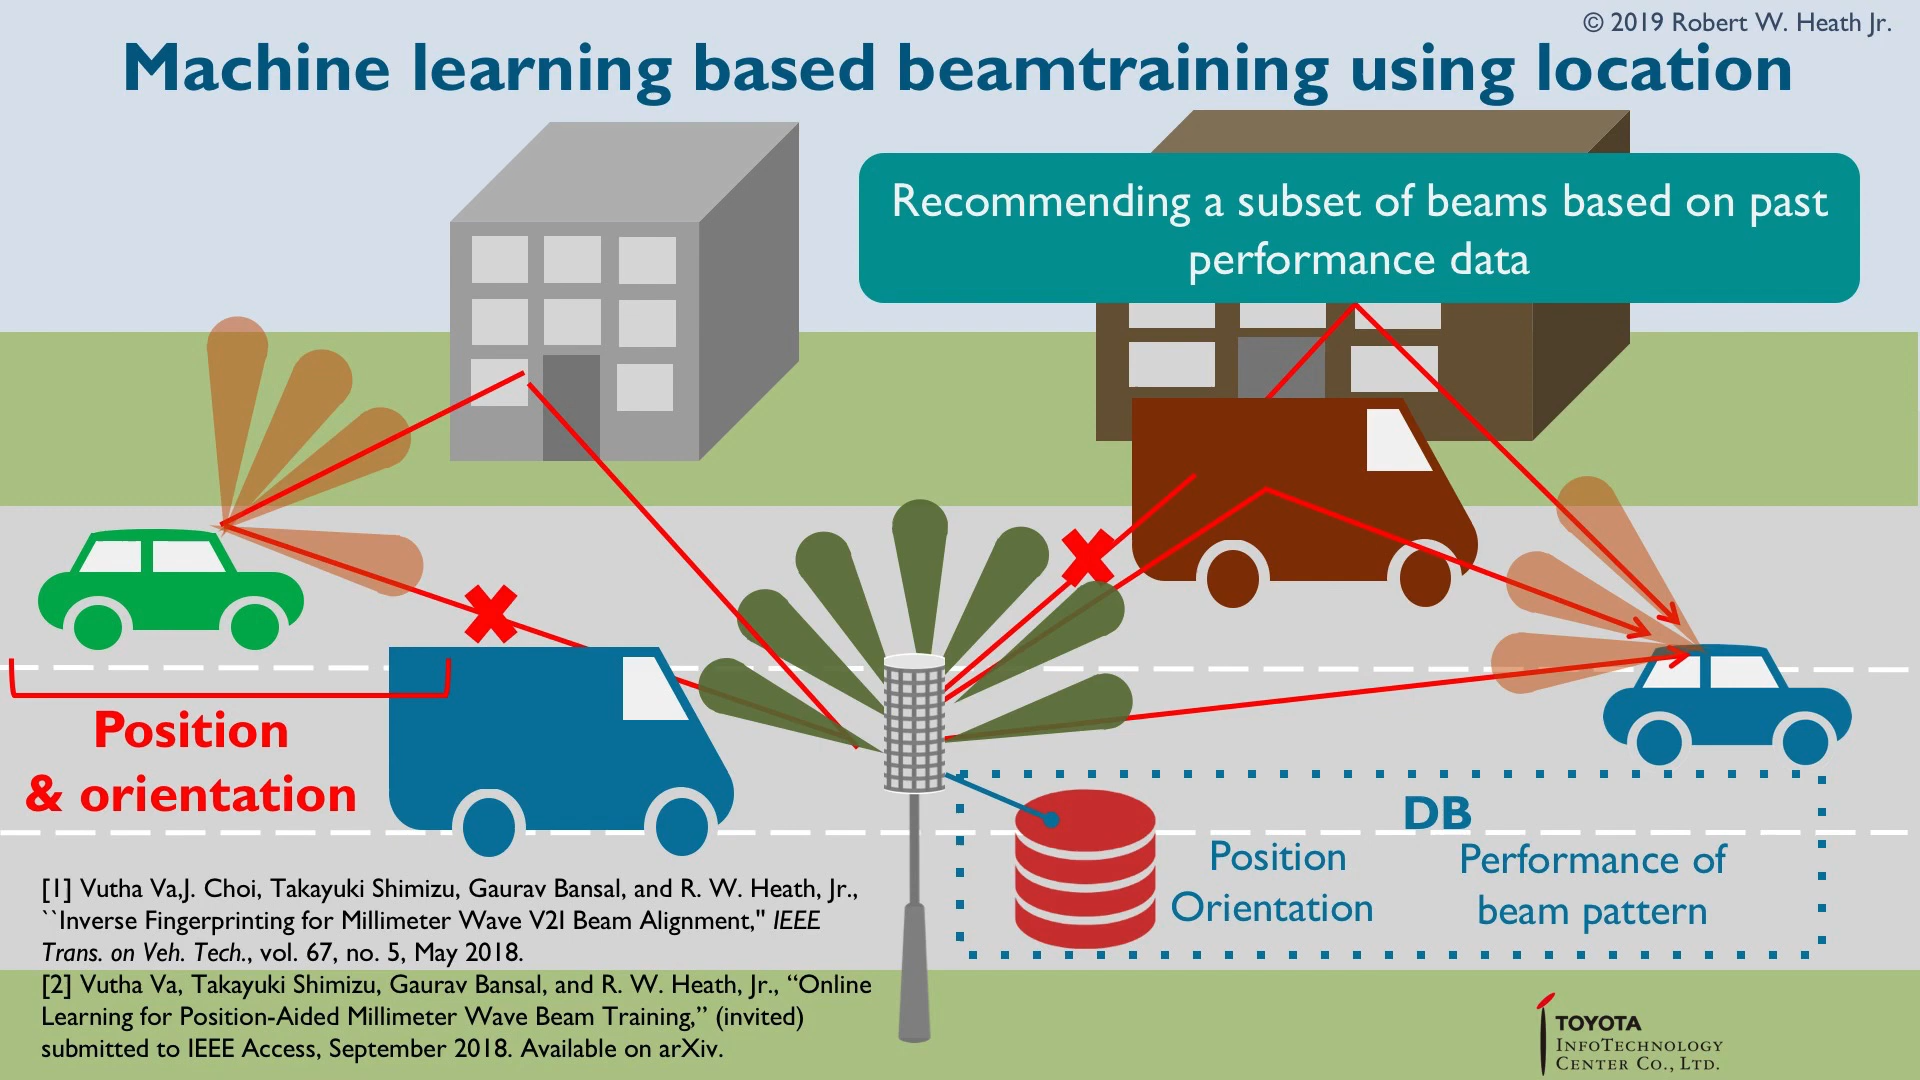 © 2019 Robert W. Heath Jr.
Machine learning based beamtraining using location
Recommending a subset of beams based on past
performance data
Position
& orientation
DB
Position
Orientation
Performance of
beam pattern
[1] Vutha Va,J. Choi, Takayuki Shimizu, Gaurav Bansal, and R. W. Heath, Jr.,
``Inverse Fingerprinting for Millimeter Wave V2I Beam Alignment," IEEE
Trans. on Veh. Tech., vol. 67, no. 5, May 2018.
[2] Vutha Va, Takayuki Shimizu, Gaurav Bansal, and R. W. Heath, Jr., “Online
Learning for Position-Aided Millimeter Wave Beam Training,” (invited)
submitted to IEEE Access, September 2018. Available on arXiv.
TOYOTA
INFOTECHNOLOGY
CENTER CO., LTD.